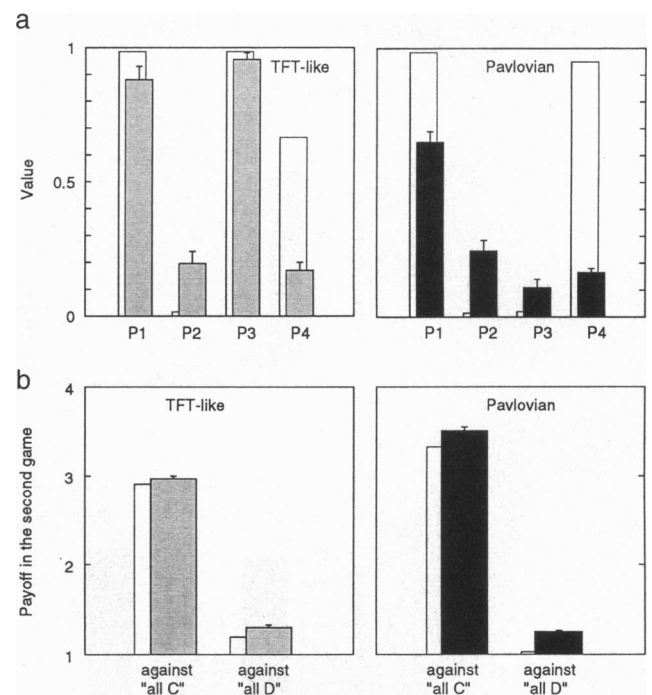 a
1
TFT-like
Pavlovian
Value
0.5
0
P1 P2 P3 P4
P1 P2 P3 P4
b
4
TFT-like
Pavlovian
Payoff in the second game
3
2
1
against "all C"
against "all D"
against "all C"
against "all D"